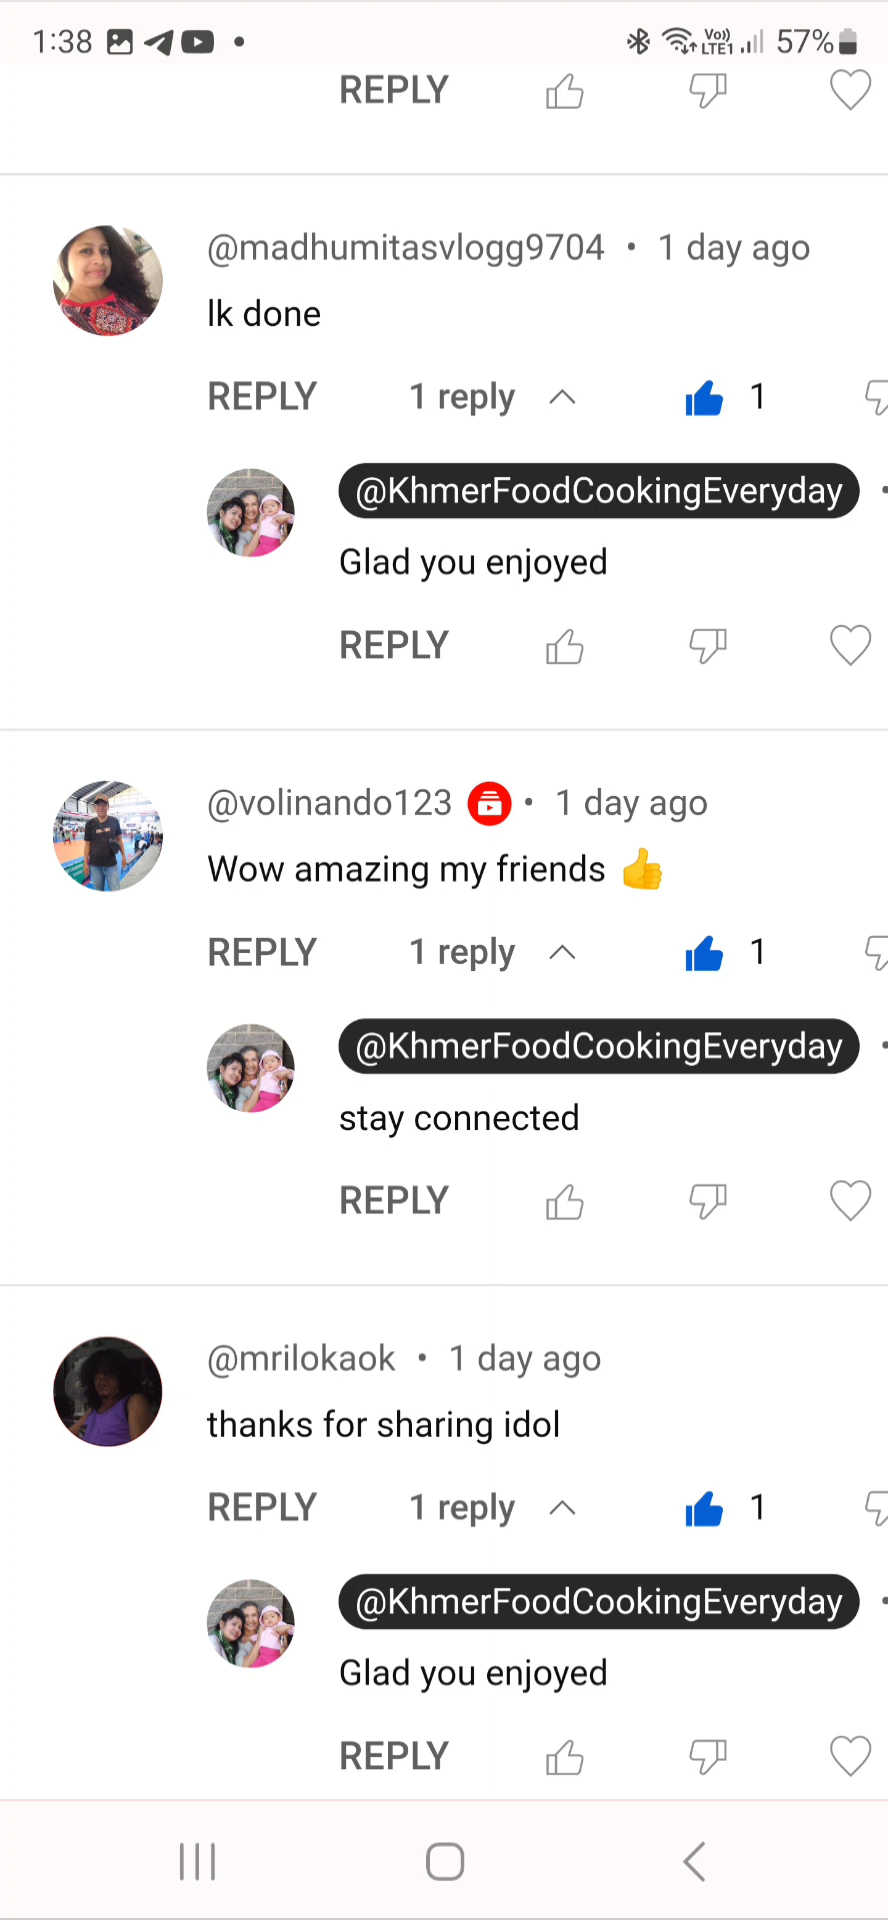 1:38
Vo)) LTE1 57%
REPLY
@madhumitasvlogg9704 • 1 day ago
lk done
REPLY 1 reply 1
@KhmerFoodCookingEveryday
Glad you enjoyed
REPLY
@volinando123 • 1 day ago
Wow amazing my friends 👍
REPLY 1 reply 1
@KhmerFoodCookingEveryday
stay connected
REPLY
@mrilokaok • 1 day ago
thanks for sharing idol
REPLY 1 reply 1
@KhmerFoodCookingEveryday
Glad you enjoyed
REPLY